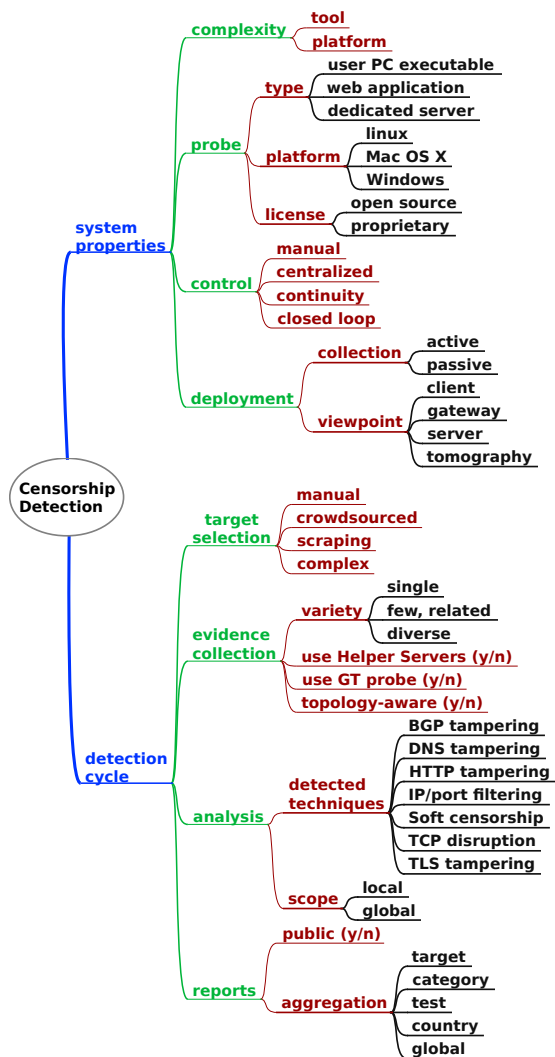 Censorship
Detection
system
properties
complexity
tool
platform
probe
type
user PC executable
web application
dedicated server
platform
linux
Mac OS X
Windows
license
open source
proprietary
control
manual
centralized
continuity
closed loop
deployment
collection
active
passive
viewpoint
client
gateway
server
tomography
detection
cycle
target
selection
manual
crowdsourced
scraping
complex
evidence
collection
variety
single
few, related
diverse
use Helper Servers (y/n)
use GT probe (y/n)
topology-aware (y/n)
analysis
detected
techniques
BGP tampering
DNS tampering
HTTP tampering
IP/port filtering
Soft censorship
TCP disruption
TLS tampering
scope
local
global
reports
public (y/n)
aggregation
target
category
test
country
global